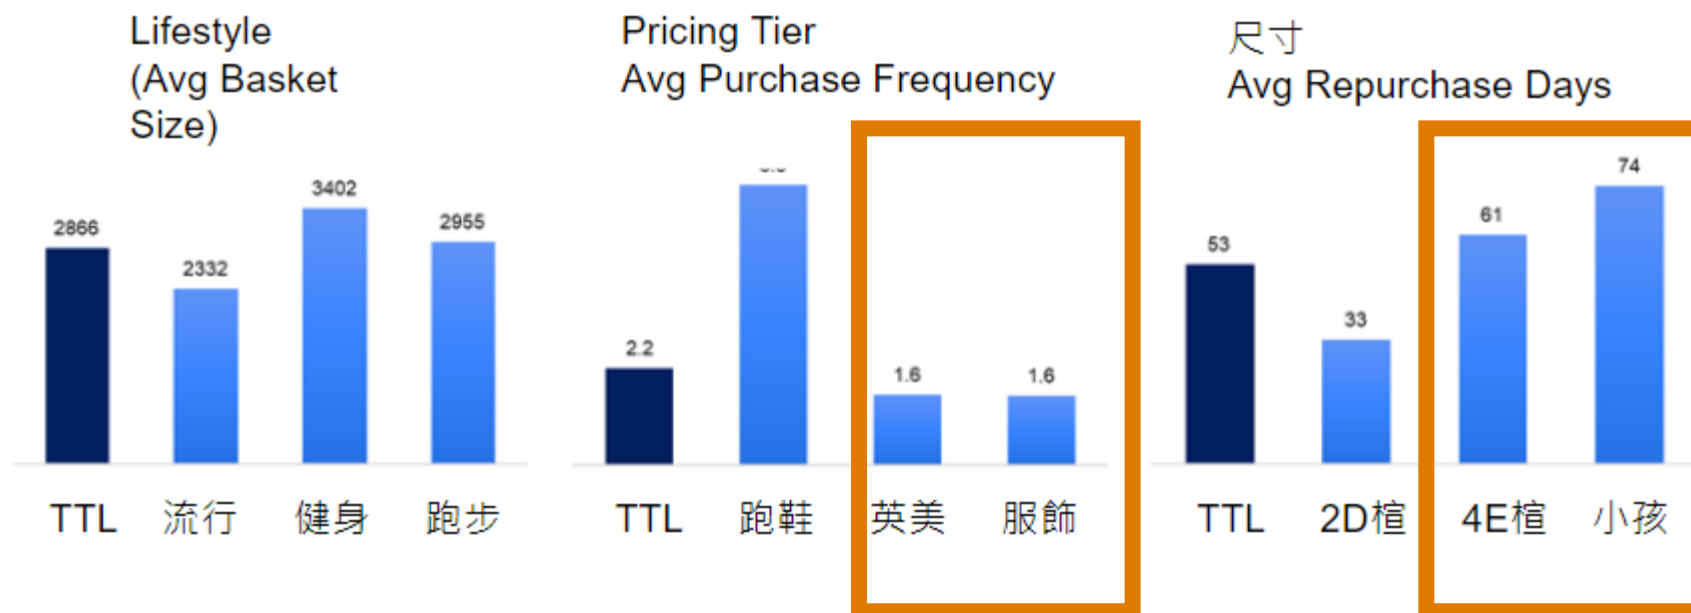 Lifestyle
(Avg Basket
Size)
2866
2332
3402
2955
TTL 流行 健身 跑步
Pricing Tier
Avg Purchase Frequency
2.2
1.6
1.6
TTL 跑鞋 英美 服飾
尺寸
Avg Repurchase Days
53
33
61
74
TTL 2D楦 4E楦 小孩